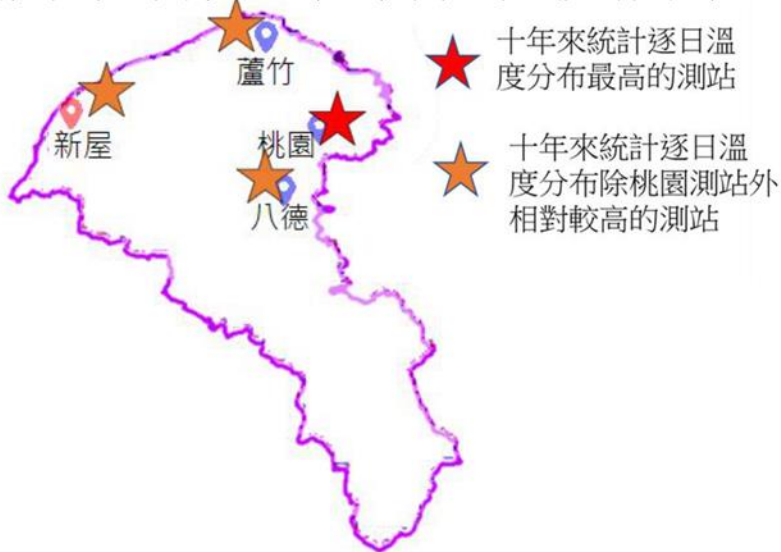 蘆竹
新屋
桃園
八德
十年來統計逐日溫
度分布最高的測站
十年來統計逐日溫
度分布除桃園測站外
相對較高的測站